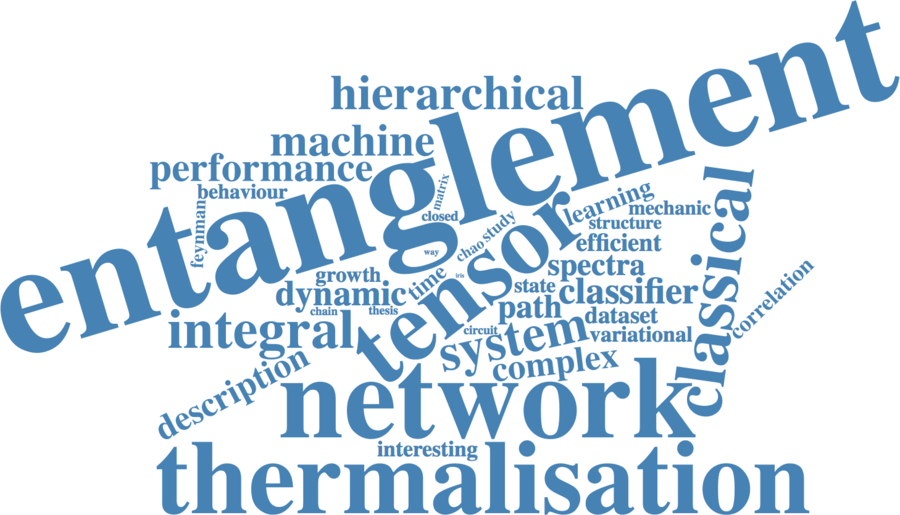 hierarchical
entanglement
machine
performance
behaviour
matrix
learning
feynman
closed
mechanic
study
structure
chao
efficient
way
classical
tensor
spectra
growth
time
iris
state
classifier
correlation
dynamic
path
chain
thesis
dataset
integral
circuit
system
variational
complex
description
network
interesting
thermalisation